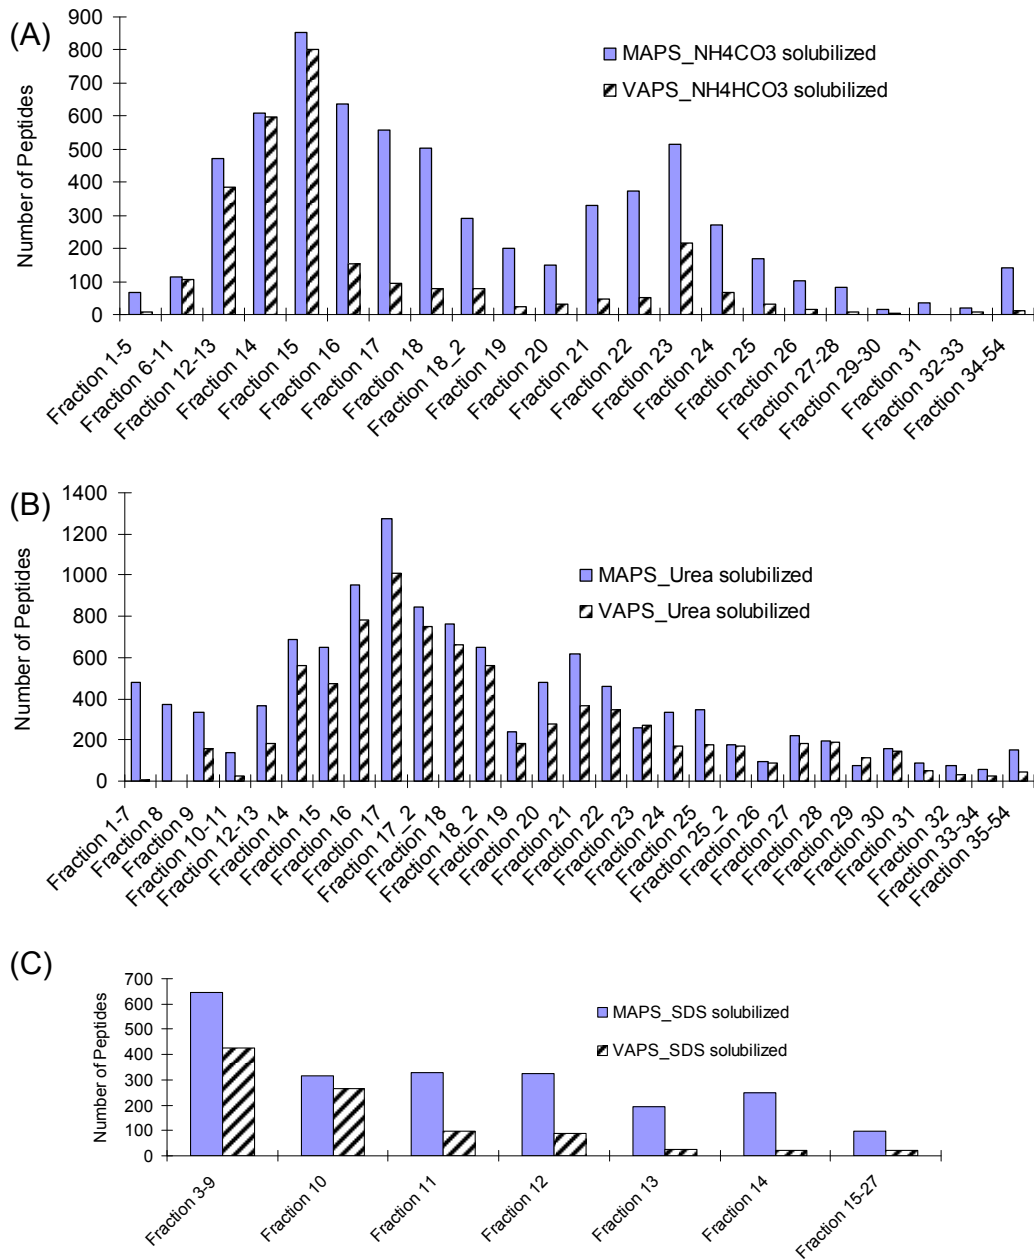 (A)
900
800
700
600
500
400
300
200
100
0
Number of Peptides
MAPS_NH4CO3 solubilized
VAPS_NH4HCO3 solubilized
Fraction 1-5
Fraction 6-11
Fraction 12-13
Fraction 14
Fraction 15
Fraction 16
Fraction 17
Fraction 18
Fraction 18_2
Fraction 19
Fraction 20
Fraction 21
Fraction 22
Fraction 23
Fraction 24
Fraction 25
Fraction 26
Fraction 27-28
Fraction 29-30
Fraction 31
Fraction 32-33
Fraction 34-54
(B)
1400
1200
1000
800
600
400
200
0
Number of Peptides
MAPS_Urea solubilized
VAPS_Urea solubilized
Fraction 1-7
Fraction 8
Fraction 9
Fraction 10-11
Fraction 12-13
Fraction 14
Fraction 15
Fraction 16
Fraction 17
Fraction 17_2
Fraction 18
Fraction 18_2
Fraction 19
Fraction 20
Fraction 21
Fraction 22
Fraction 23
Fraction 24
Fraction 25
Fraction 25_2
Fraction 26
Fraction 27
Fraction 28
Fraction 29
Fraction 30
Fraction 31
Fraction 32
Fraction 33-34
Fraction 35-54
(C)
700
600
500
400
300
200
100
0
Number of Peptides
MAPS_SDS solubilized
VAPS_SDS solubilized
Fraction 3-9
Fraction 10
Fraction 11
Fraction 12
Fraction 13
Fraction 14
Fraction 15-27